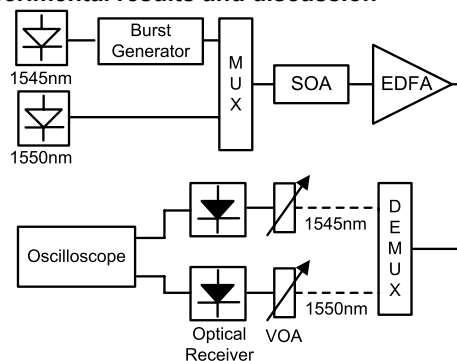 erimental results and discussion
1545nm
Burst
Generator
1550nm
M
U
X
SOA
EDFA
Oscilloscope
1545nm
1550nm
D
E
M
U
X
Optical
Receiver
VOA